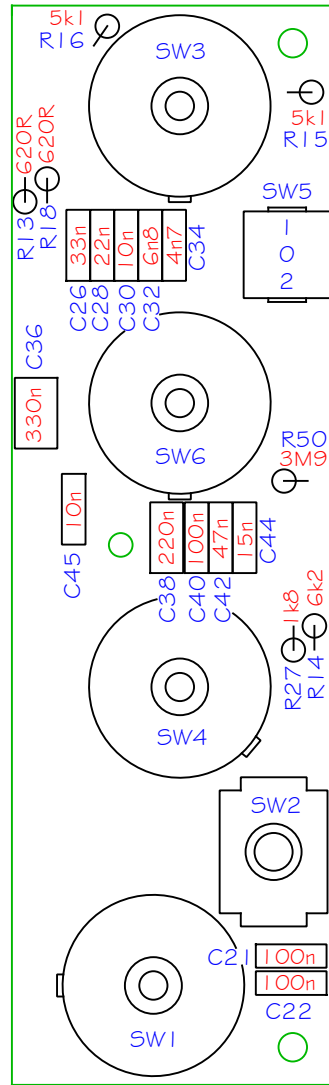 5k1
R16
SW3
5k1
R15
620R
620R
R13
R18
SW5
1
0
2
33n
22n
10n
6n8
4n7
C34
C26
C28
C30
C32
C36
330n
SW6
R50
3M9
10n
C45
220n
100n
47n
15n
C44
C38
C40
C42
1k8
6k2
R27
R14
SW4
SW2
C21
100n
100n
C22
SW1